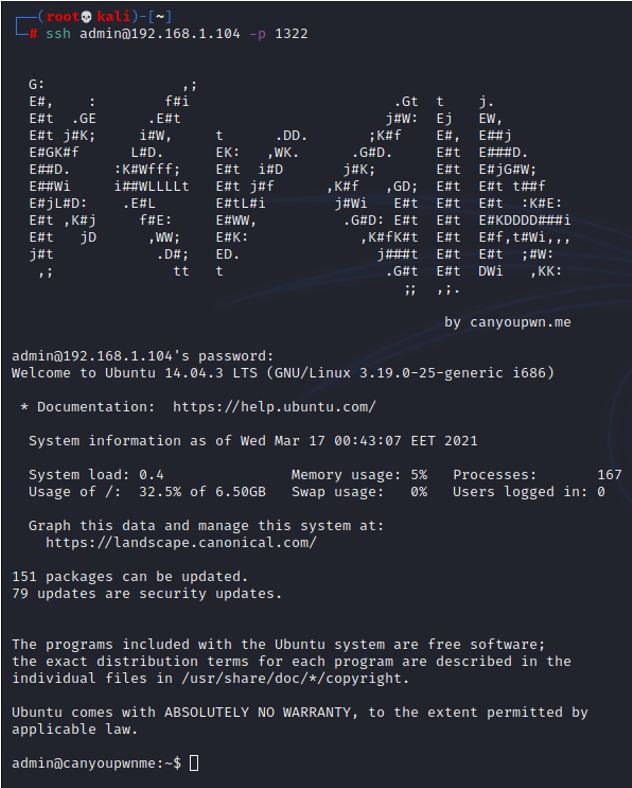 ┌──(root💀kali)-[~]
└─# ssh admin@192.168.1.104 -p 1322
G:                ,;
E#,    :        f#i                         .Gt  t    j.
E#t  .GE      .E#t                         j#W:  Ej   EW,
E#t j#K;     i#W,     t      .DD.        ;K#f    E#,  E##j
E#GK#f      L#D.      EK:   ,WK.       .G#D.     E#t  E###D.
E##D.     :K#Wfff;    E#t  i#D        j#K;       E#t  E#jG#W;
E##Wi     i##WLLLLt   E#t j#f       ,K#f   ,GD;  E#t  E#t t##f
E#jL#D:    .E#L       E#tL#i         j#Wi   E#t  E#t  E#t  :K#E:
E#t ,K#j     f#E:     E#WW,           .G#D: E#t  E#t  E#KDDDD###i
E#t   jD      ,WW;    E#K:              ,K#fK#t  E#t  E#f,t#Wi,,,
j#t            .D#;   ED.                 j###t  E#t  E#t  ;#W:
 ,;              tt   t                    .G#t  E#t  DWi   ,KK:
                                             ;;  ,;.
by canyoupwn.me
admin@192.168.1.104's password:
Welcome to Ubuntu 14.04.3 LTS (GNU/Linux 3.19.0-25-generic i686)
* Documentation:  https://help.ubuntu.com/
System information as of Wed Mar 17 00:43:07 EET 2021
System load: 0.4               Memory usage: 5%   Processes:       167
Usage of /:  32.5% of 6.50GB   Swap usage:   0%   Users logged in: 0
Graph this data and manage this system at:
https://landscape.canonical.com/
151 packages can be updated.
79 updates are security updates.
The programs included with the Ubuntu system are free software;
the exact distribution terms for each program are described in the
individual files in /usr/share/doc/*/copyright.
Ubuntu comes with ABSOLUTELY NO WARRANTY, to the extent permitted by
applicable law.
admin@canyoupwnme:~$